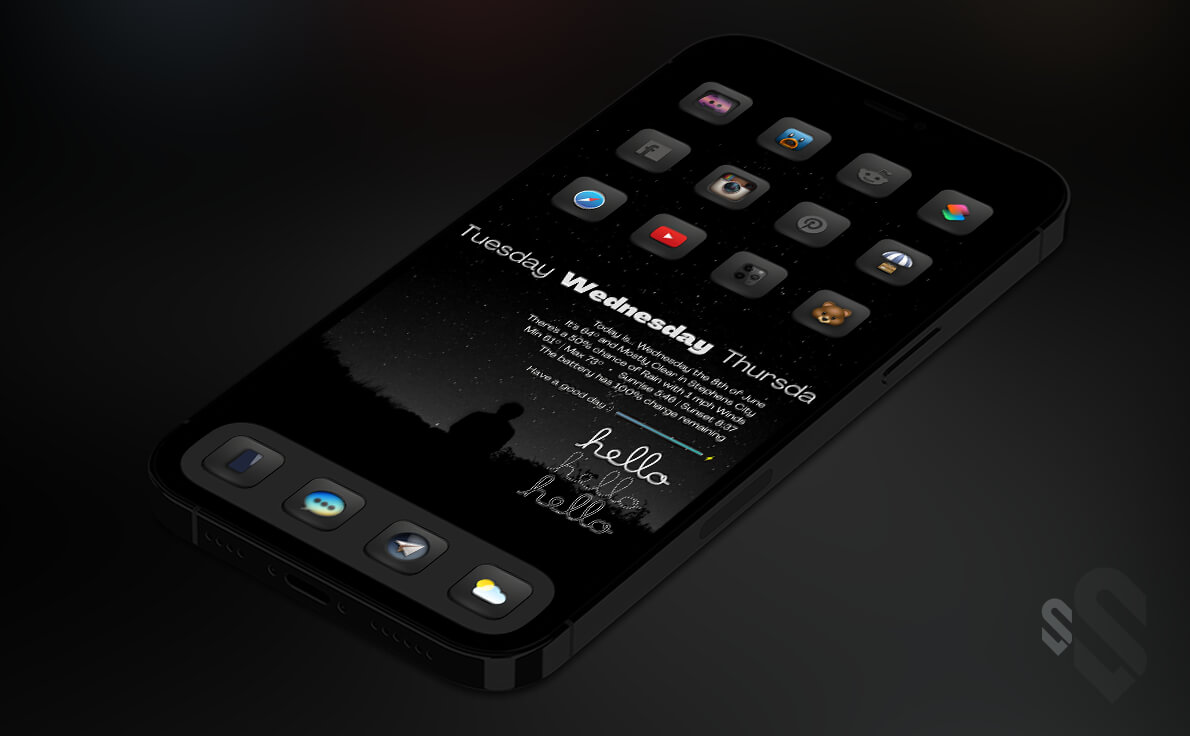 Tuesday Wednesday Thursda
Today is.. Wednesday the 8th of June
It's 64° and Mostly Clear in Stephens City
There's a 50% chance of Rain with 1 mph Winds
Min 61° | Max 73° • Sunrise 5:46 | Sunset 8:37
The battery has 100% charge remaining
Have a good day :)
hello
hello
hello